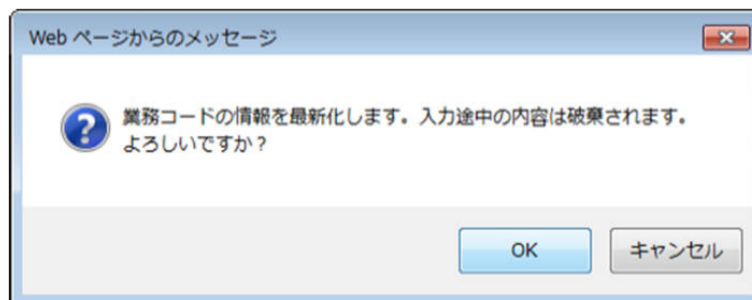 Web ページからのメッセージ
業務コードの情報を最新化します。入力途中の内容は破棄されます。
よろしいですか？
OK
キャンセル